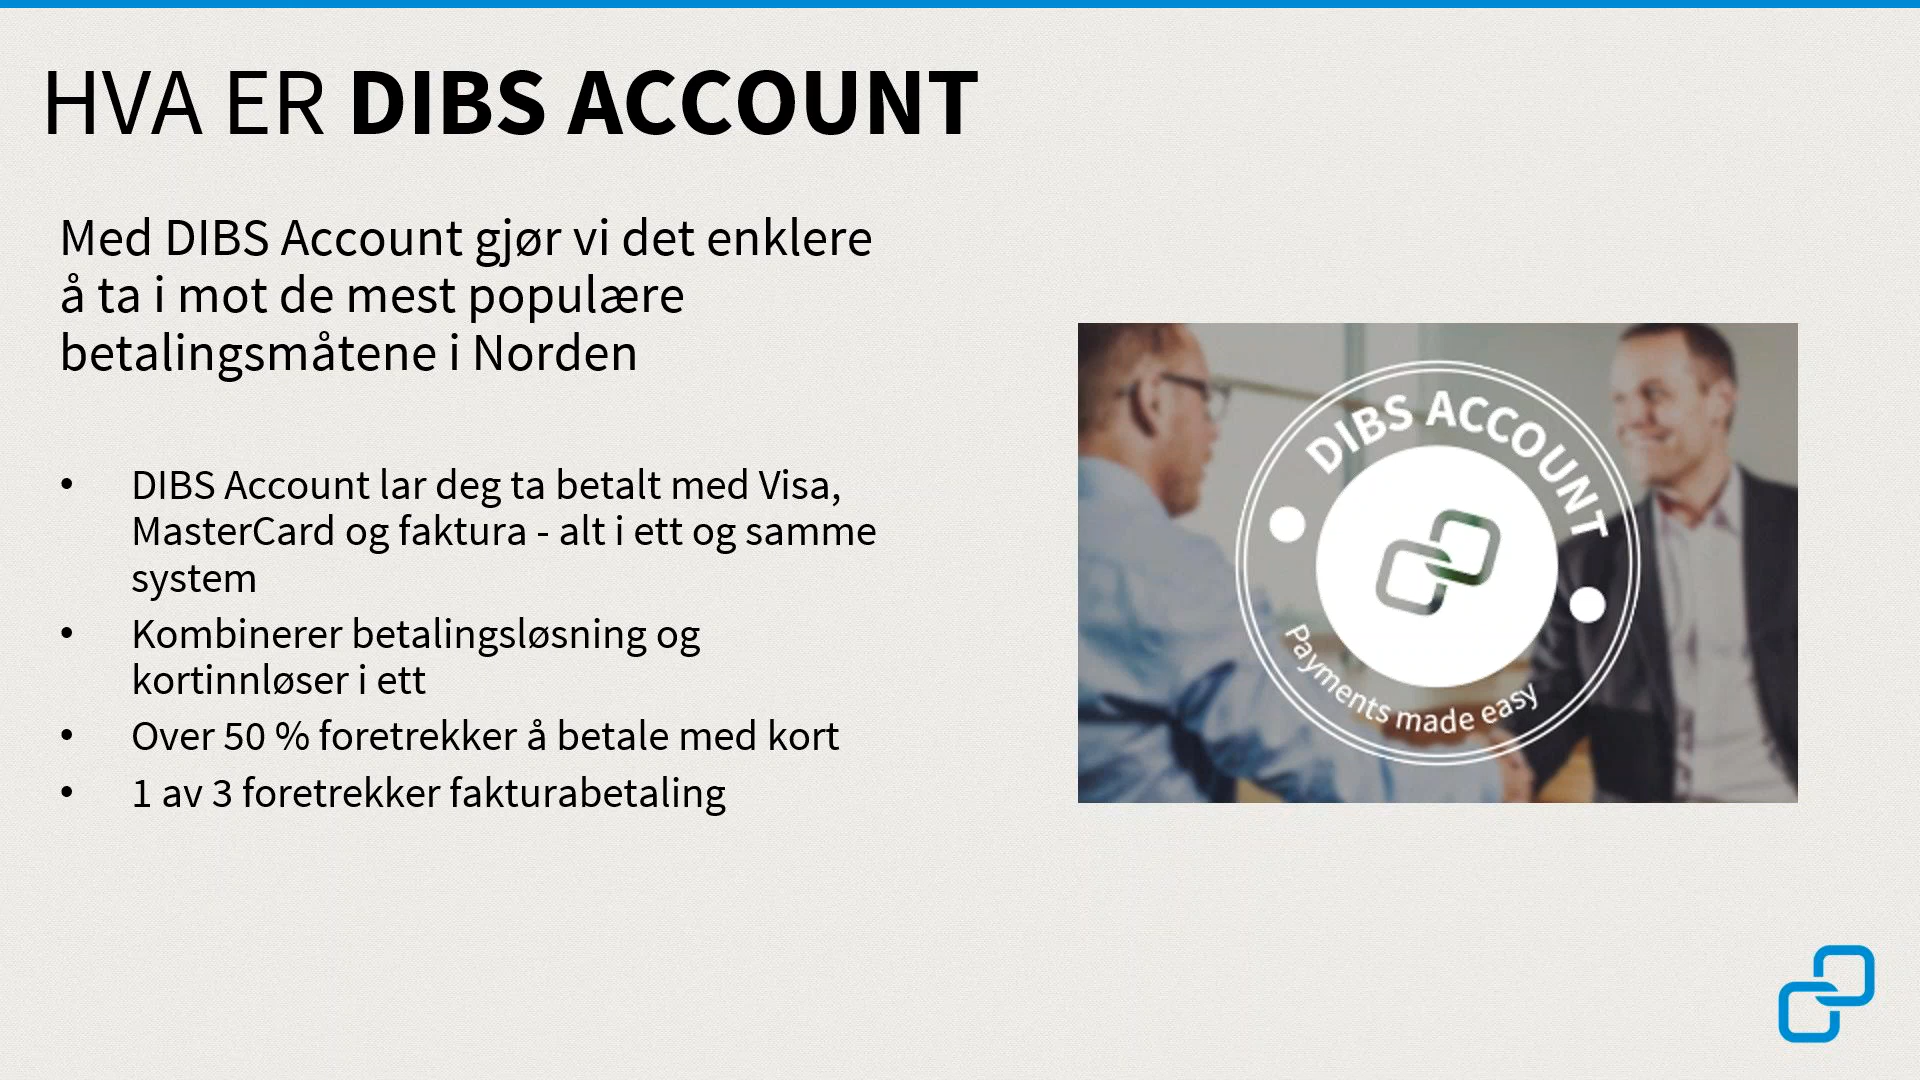 HVA ER DIBS ACCOUNT
Med DIBS Account gjør vi det enklere
å ta i mot de mest populære
betalingsmåtene i Norden
• DIBS Account lar deg ta betalt med Visa,
MasterCard og faktura - alt i ett og samme
system
• Kombinerer betalingsløsning og
kortinnløser i ett
• Over 50 % foretrekker å betale med kort
• 1 av 3 foretrekker fakturabetaling
DIBS ACCOUNT
Payments made easy